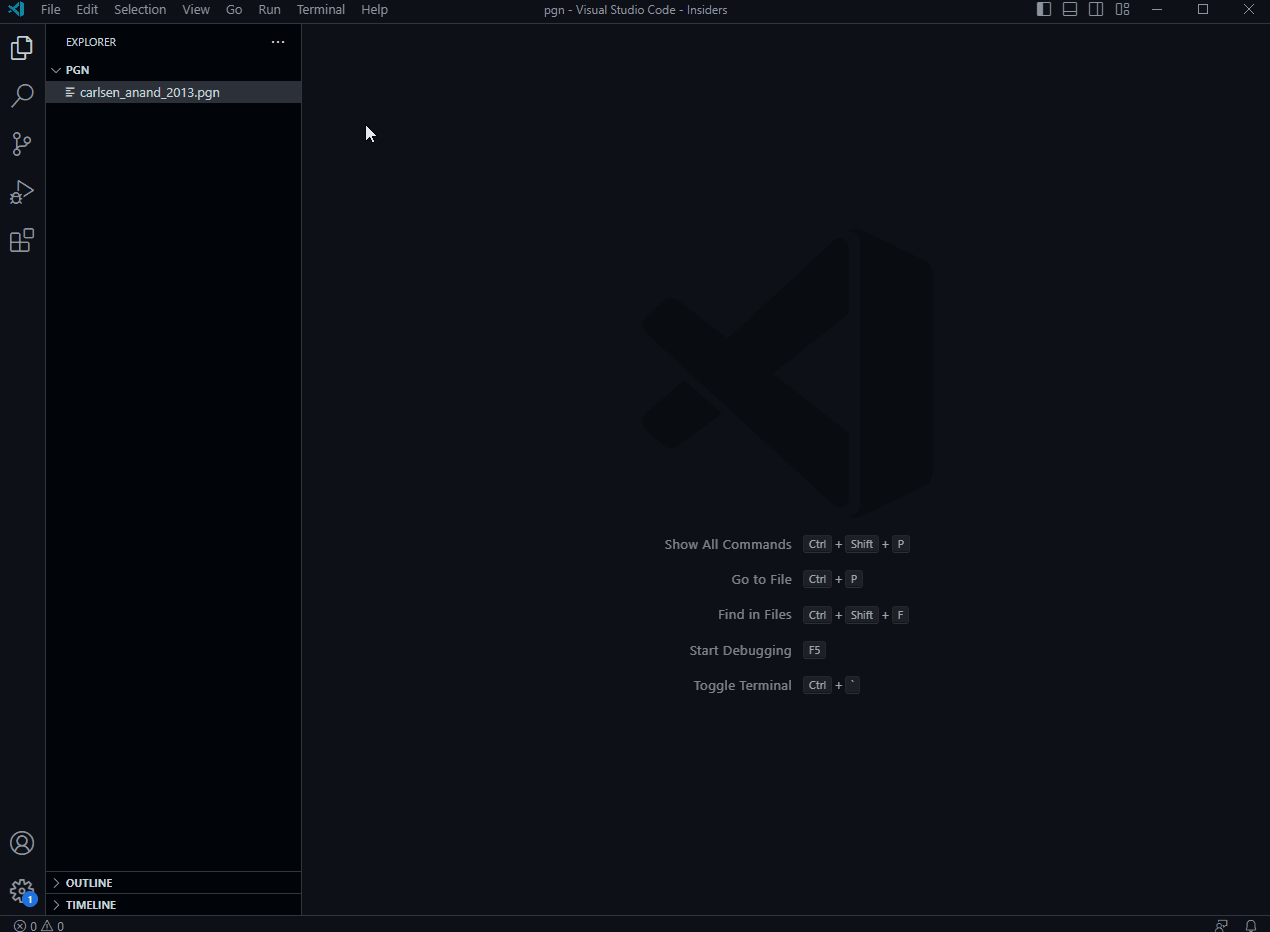 File Edit Selection View Go Run Terminal Help pgn - Visual Studio Code - Insiders
EXPLORER ...
PGN
carlsen_anand_2013.pgn
Show All Commands Ctrl + Shift + P
Go to File Ctrl + P
Find in Files Ctrl + Shift + F
Start Debugging F5
Toggle Terminal Ctrl + `
OUTLINE
1
TIMELINE
0 0